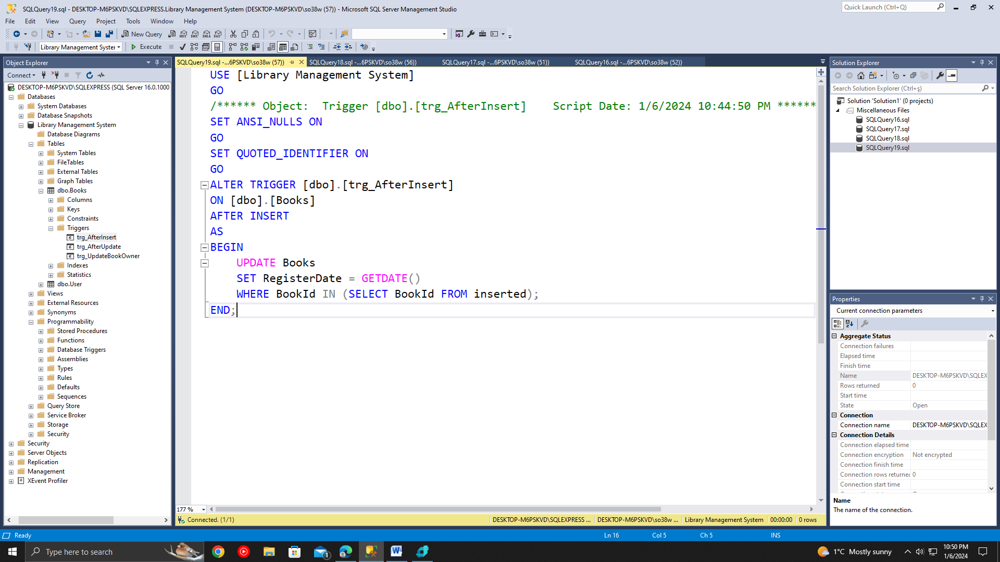 SQLQuery19.sql - DESKTOP-M6PSKVD\SQLEXPRESS.Library Management System (DESKTOP-M6PSKVD\so38w (57)) - Microsoft SQL Server Management Studio
Quick Launch (Ctrl+Q)
File Edit View Query Project Tools Window Help
New Query
MDX DMX XMLA DAX
Library Management System
Execute
Object Explorer
Connect
DESKTOP-M6PSKVD\SQLEXPRESS (SQL Server 16.0.1000
Databases
System Databases
Database Snapshots
Library Management System
Database Diagrams
Tables
System Tables
FileTables
External Tables
Graph Tables
dbo.Books
Columns
Keys
Constraints
Triggers
trg_AfterInsert
trg_AfterUpdate
trg_UpdateBookOwner
Indexes
Statistics
dbo.User
Views
External Resources
Synonyms
Programmability
Stored Procedures
Functions
Database Triggers
Assemblies
Types
Rules
Defaults
Sequences
Query Store
Service Broker
Storage
Security
Security
Server Objects
Replication
Management
XEvent Profiler
SQLQuery19.sql -...6PSKVD\so38w (57))
SQLQuery18.sql -...6PSKVD\so38w (56))
SQLQuery17.sql -...6PSKVD\so38w (51))
SQLQuery16.sql -...6PSKVD\so38w (52))
USE [Library Management System]
GO
/****** Object:  Trigger [dbo].[trg_AfterInsert]    Script Date: 1/6/2024 10:44:50 PM ******
SET ANSI_NULLS ON
GO
SET QUOTED_IDENTIFIER ON
GO
ALTER TRIGGER [dbo].[trg_AfterInsert]
ON [dbo].[Books]
AFTER INSERT
AS
BEGIN
    UPDATE Books
    SET RegisterDate = GETDATE()
    WHERE BookId IN (SELECT BookId FROM inserted);
END;
177 %
Connected. (1/1)
DESKTOP-M6PSKVD\SQLEXPRESS ...
DESKTOP-M6PSKVD\so38w ...
Library Management System
00:00:00
0 rows
Solution Explorer
Search Solution Explorer (Ctrl+ş)
Solution 'Solution1' (0 projects)
Miscellaneous Files
SQLQuery16.sql
SQLQuery17.sql
SQLQuery18.sql
SQLQuery19.sql
Properties
Current connection parameters
Aggregate Status
Connection failures
Elapsed time
Finish time
Name DESKTOP-M6PSKVD\SQLEX
Rows returned 0
Start time
State Open
Connection
Connection name DESKTOP-M6PSKVD\SQLEX
Connection Details
Connection elapsed time
Connection encryption Not encrypted
Connection finish time
Connection rows returned 0
Connection start time
Name
The name of the connection.
Ready
Ln 16
Col 5
Ch 5
INS
Type here to search
1
1°C Mostly sunny
10:50 PM
1/6/2024